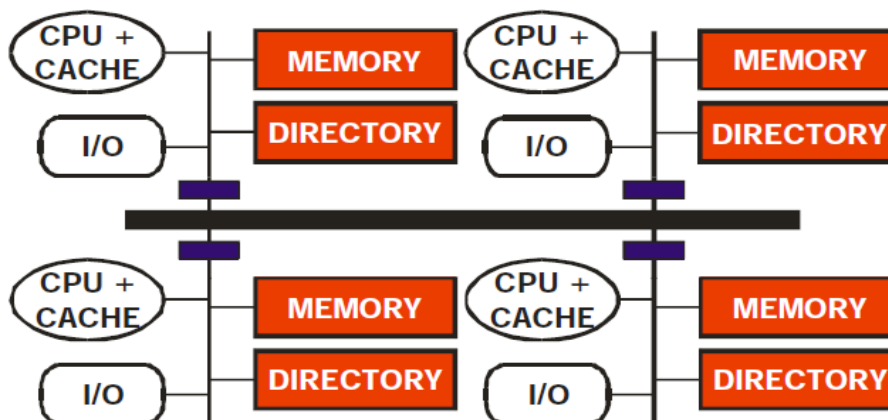 CPU +
CACHE
MEMORY
I/O
DIRECTORY
CPU +
CACHE
MEMORY
I/O
DIRECTORY
CPU +
CACHE
MEMORY
I/O
DIRECTORY
CPU +
CACHE
MEMORY
I/O
DIRECTORY